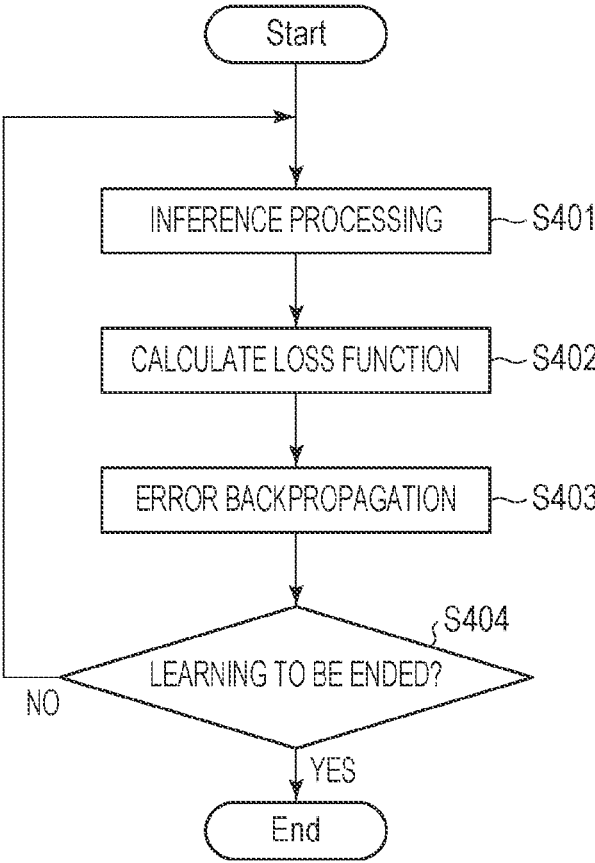 Start
INFERENCE PROCESSING S401
CALCULATE LOSS FUNCTION S402
ERROR BACKPROPAGATION S403
S404
LEARNING TO BE ENDED?
NO
YES
End